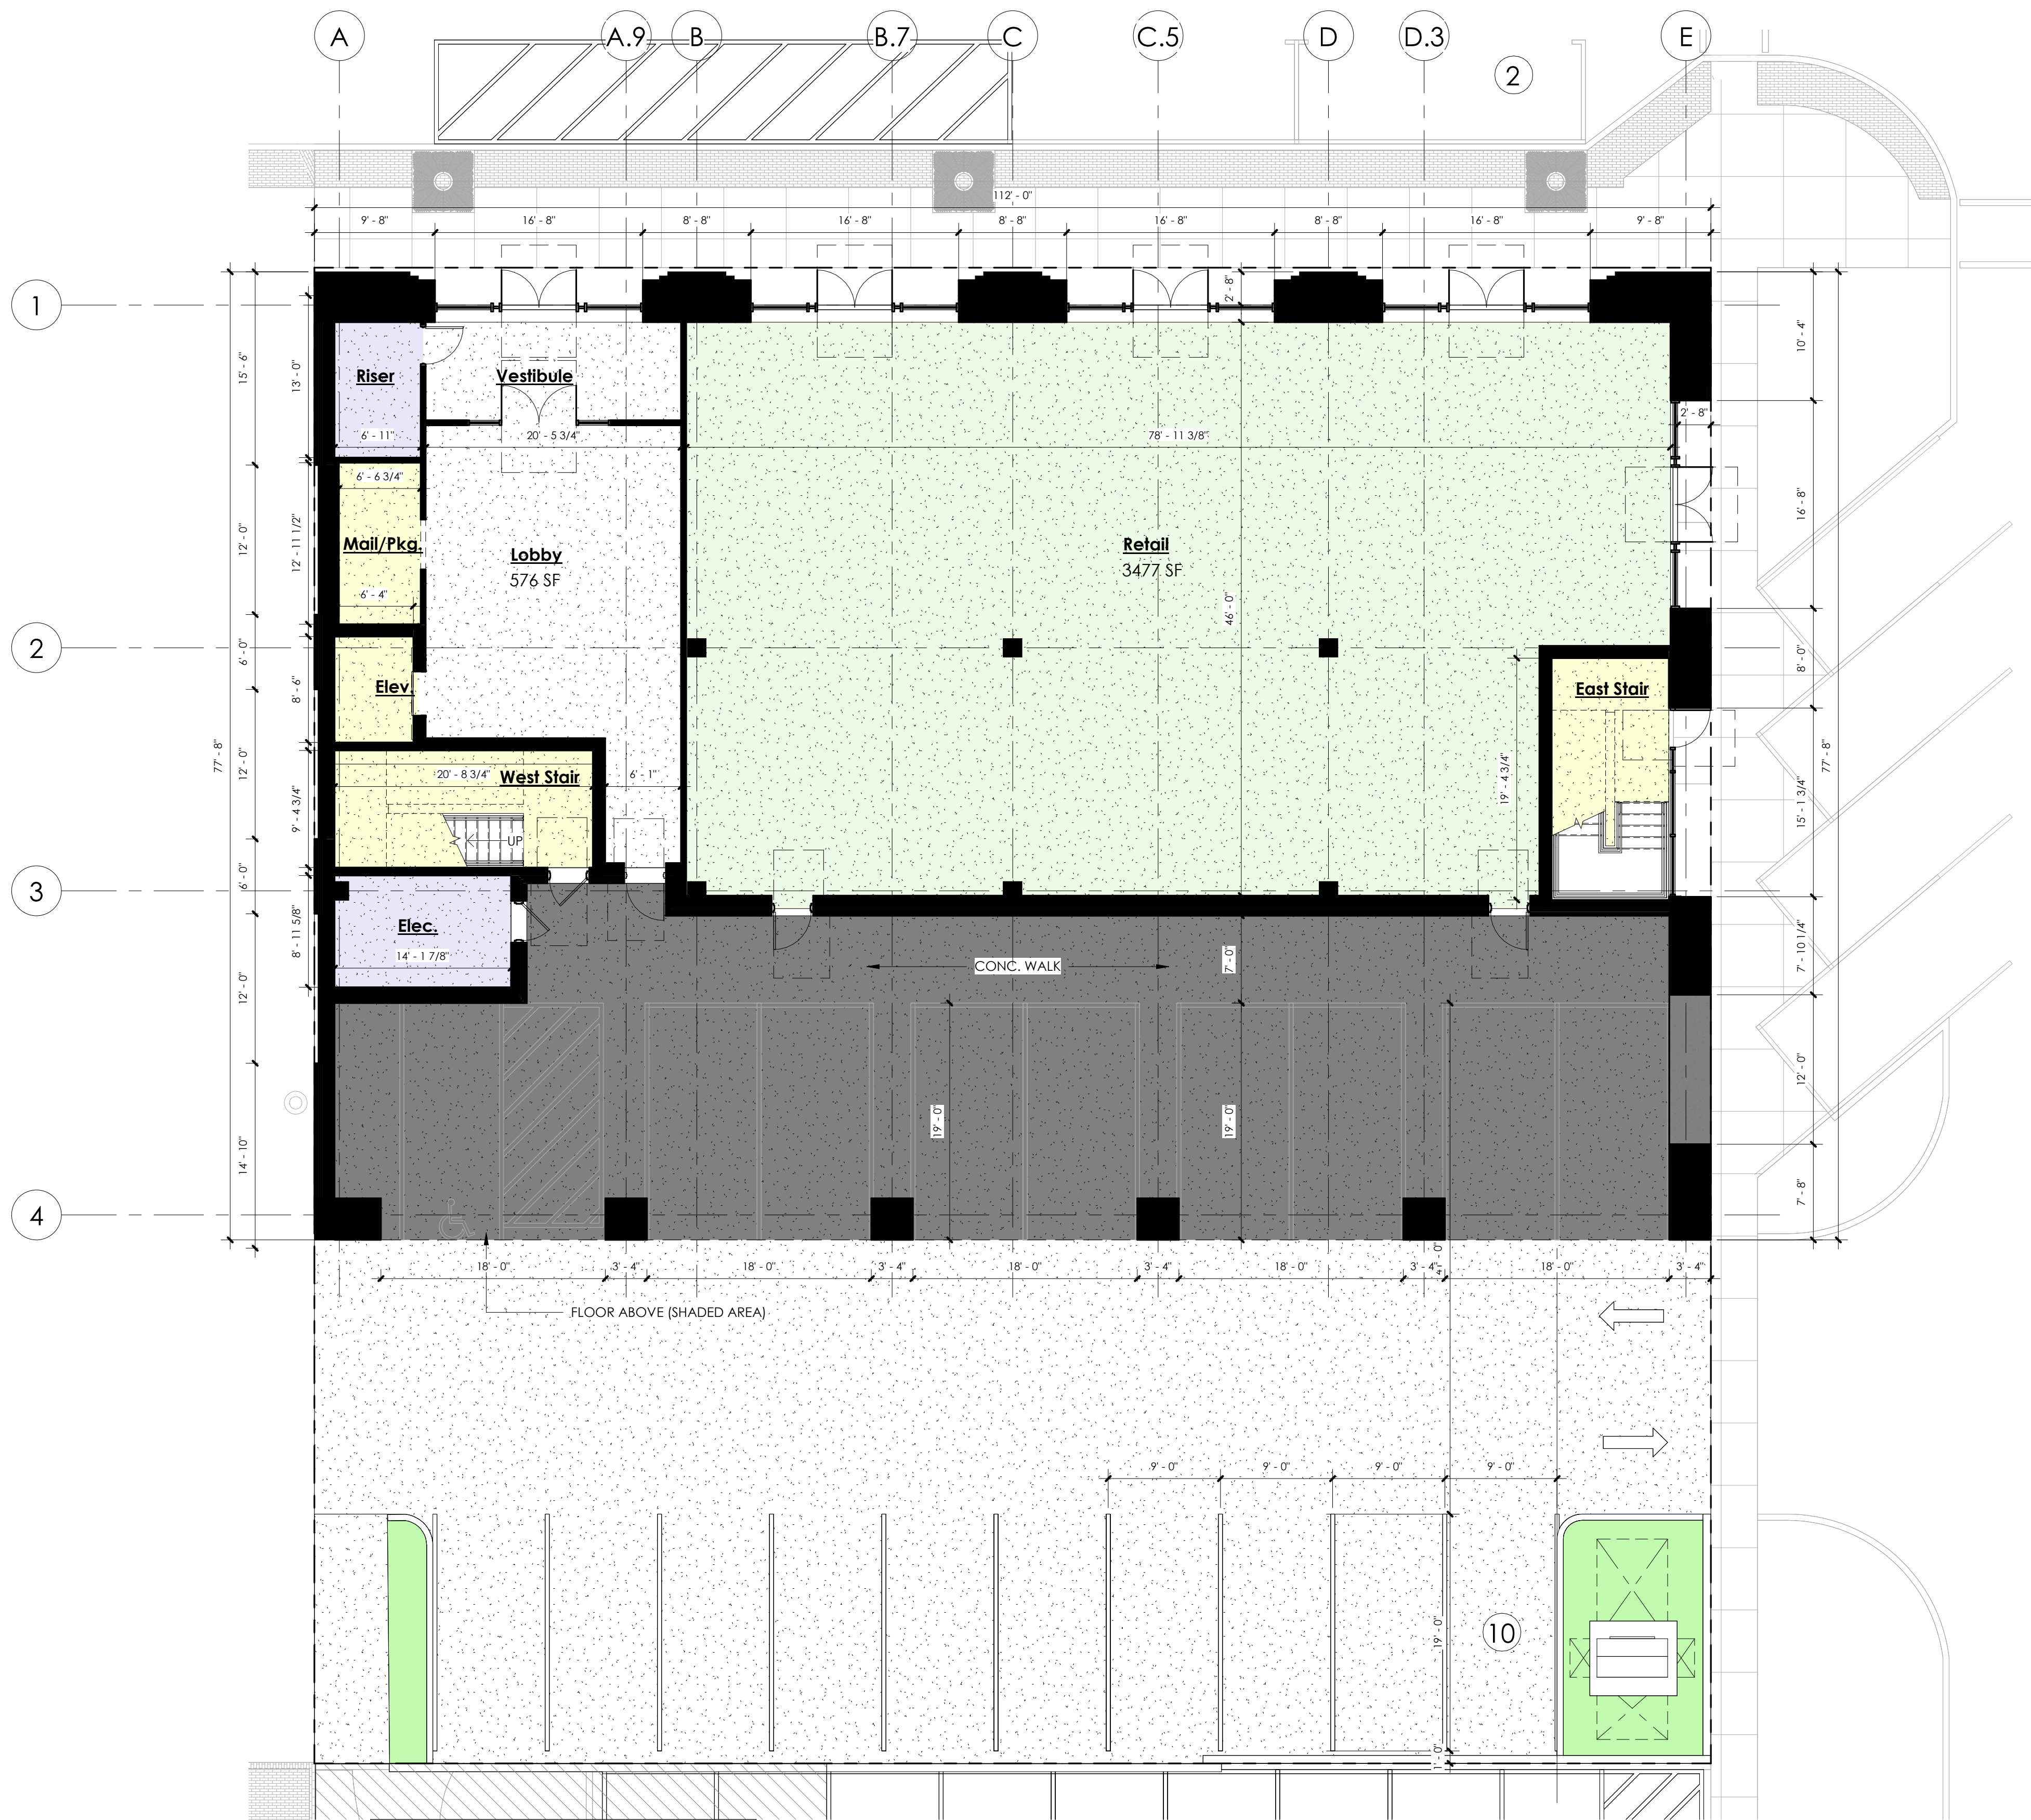 A A.9 B B.7 C C.5 D D.3 E
2
112' - 0"
9' - 8" 16' - 8" 8' - 8" 16' - 8" 8' - 8" 16' - 8" 8' - 8" 16' - 8" 9' - 8"
1
2' - 8"
10' - 4"
15' - 6"
13' - 0"
Riser
Vestibule
2' - 8"
6' - 11"
20' - 5 3/4"
78' - 11 3/8"
6' - 6 3/4"
16' - 8"
12' - 0"
12' - 11 1/2"
Mail/Pkg.
Lobby
576 SF
Retail
3477 SF
6' - 4"
46' - 0"
2
6' - 0"
8' - 6"
Elev.
8' - 0"
East Stair
77' - 8"
12' - 0"
20' - 8 3/4"
West Stair
6' - 1"
19' - 4 3/4"
77' - 8"
15' - 1 3/4"
9' - 4 3/4"
UP
3
6' - 0"
8' - 11 5/8"
Elec.
14' - 1 7/8"
7' - 10 1/4"
CONC. WALK
7' - 0"
12' - 0"
12' - 0"
19' - 0"
19' - 0"
14' - 10"
7' - 8"
4
18' - 0" 3' - 4" 18' - 0" 3' - 4" 18' - 0" 3' - 4" 18' - 0" 3' - 4" 18' - 0" 3' - 4"
FLOOR ABOVE (SHADED AREA)
9' - 0" 9' - 0" 9' - 0" 9' - 0"
19' - 0"
10
1' - 0"